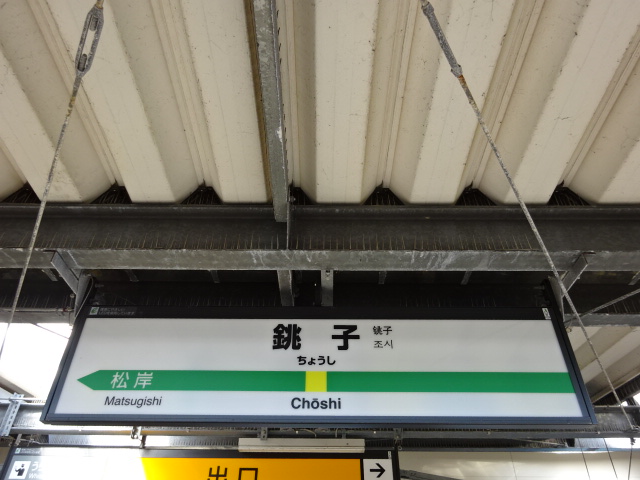 銚子
ちょうし
铫子
조시
松岸
Matsugishi
Chōshi
出口